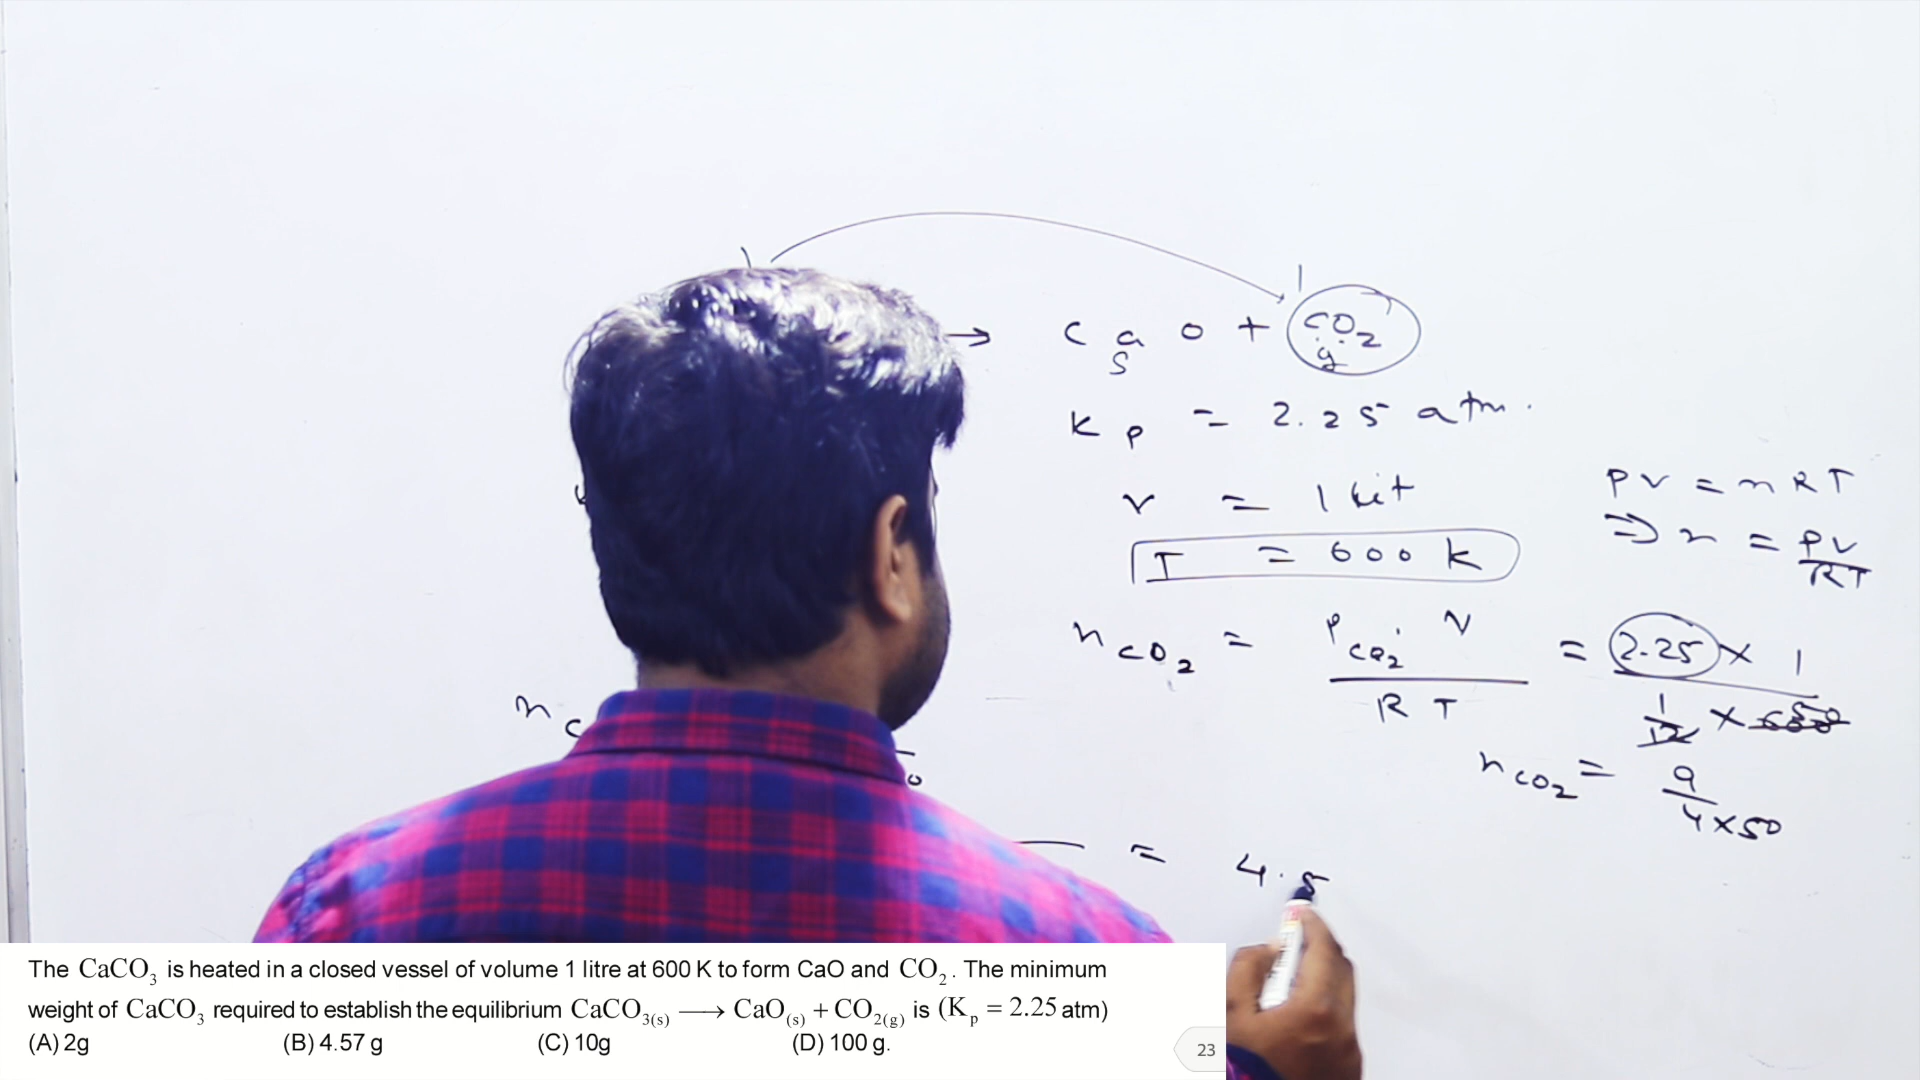 → CaO + CO₂
s g
1
Kp = 2.25 atm.
V = 1 Lit
T = 600 K
PV = nRT
⇒ n = PV/RT
nCO₂ = PCO₂ V / RT = 2.25 × 1 / 1/12 × 600 50
nCO₂ = 9/4×50
n
= 4.5
The CaCO₃ is heated in a closed vessel of volume 1 litre at 600 K to form CaO and CO₂. The minimum
weight of CaCO₃ required to establish the equilibrium CaCO₃(s) ⟶ CaO(s) + CO₂(g) is (Kp = 2.25 atm)
(A) 2g (B) 4.57 g (C) 10g (D) 100 g.
23